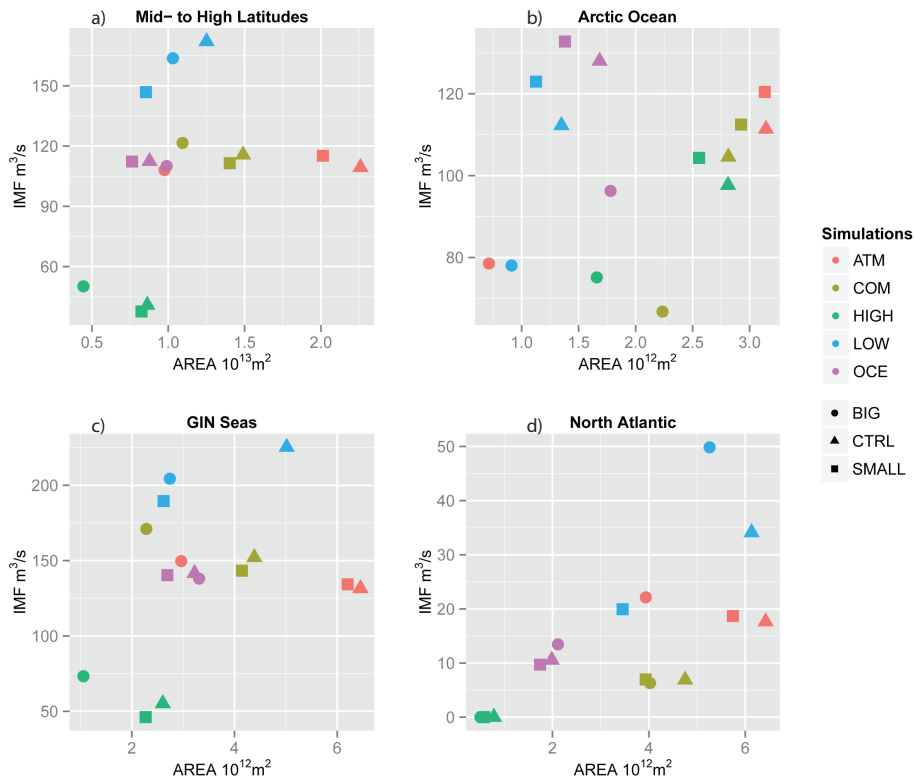 a) Mid− to High Latitudes
IMF m³/s
150
120
90
60
0.5 1.0 1.5 2.0
AREA 10¹³m²
b) Arctic Ocean
IMF m³/s
120
100
80
1.0 1.5 2.0 2.5 3.0
AREA 10¹²m²
Simulations
ATM
COM
HIGH
LOW
OCE
BIG
CTRL
SMALL
c) GIN Seas
IMF m³/s
200
150
100
50
2 4 6
AREA 10¹²m²
d) North Atlantic
IMF m³/s
50
40
30
20
10
0
2 4 6
AREA 10¹²m²